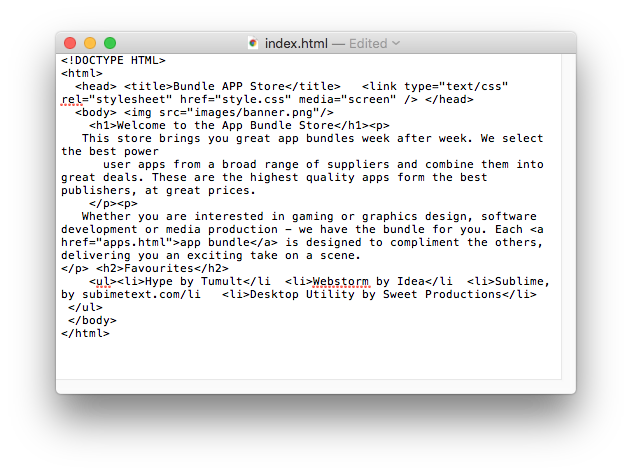 index.html — Edited
<!DOCTYPE HTML>
<html>
<head> <title>Bundle APP Store</title> <link type="text/css"
rel="stylesheet" href="style.css" media="screen" /> </head>
<body> <img src="images/banner.png"/>
<h1>Welcome to the App Bundle Store</h1><p>
This store brings you great app bundles week after week. We select
the best power
user apps from a broad range of suppliers and combine them into
great deals. These are the highest quality apps form the best
publishers, at great prices.
</p><p>
Whether you are interested in gaming or graphics design, software
development or media production – we have the bundle for you. Each <a
href="apps.html">app bundle</a> is designed to compliment the others,
delivering you an exciting take on a scene.
</p> <h2>Favourites</h2>
<ul><li>Hype by Tumult</li <li>Webstorm by Idea</li <li>Sublime,
by subimetext.com/li <li>Desktop Utility by Sweet Productions</li>
</ul>
</body>
</html>